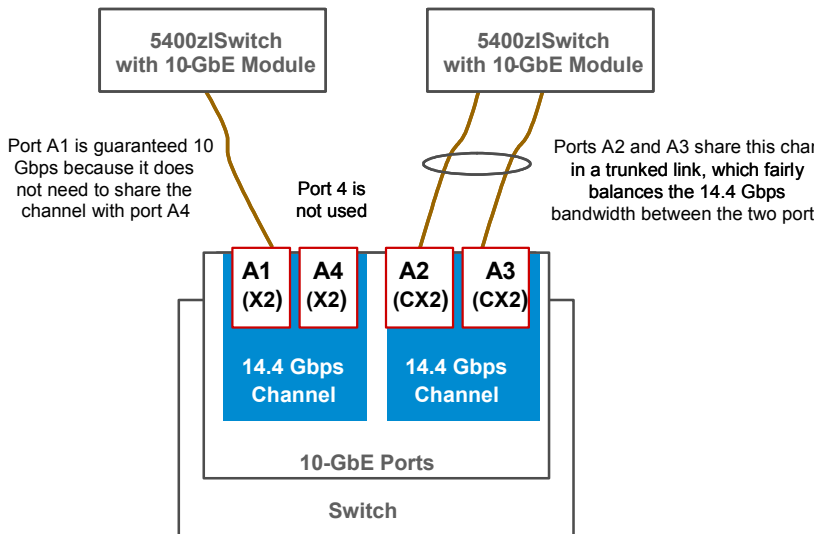 5400zlSwitch
with 10-GbE Module
5400zlSwitch
with 10-GbE Module
Port A1 is guaranteed 10
Gbps because it does
not need to share the
channel with port A4
Port 4 is
not used
Ports A2 and A3 share this chan
in a trunked link, which fairly
balances the 14.4 Gbps
bandwidth between the two port
A1
(X2)
A4
(X2)
A2
(CX2)
A3
(CX2)
14.4 Gbps
Channel
14.4 Gbps
Channel
10-GbE Ports
Switch